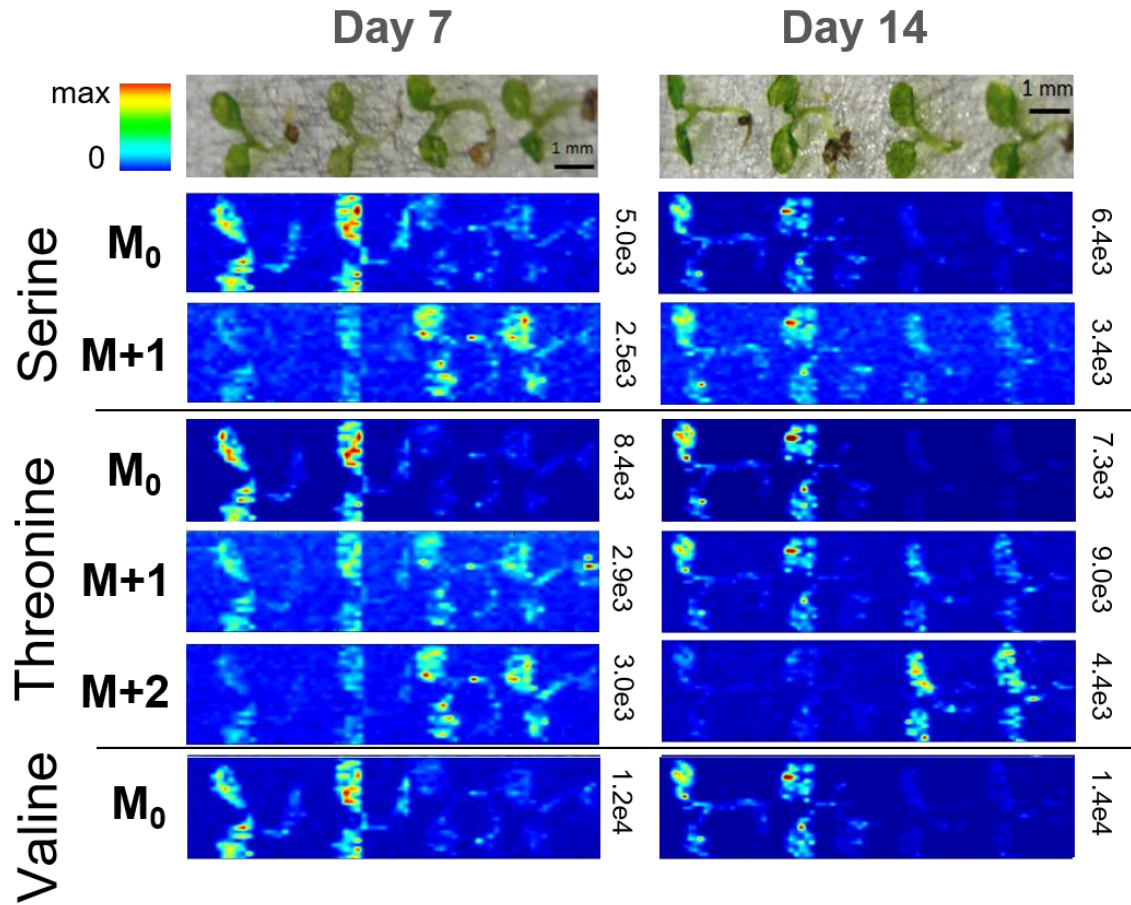 Day 7
Day 14
max
0
1 mm
1 mm
Serine
M0
5.0e3
6.4e3
M+1
2.5e3
3.4e3
Threonine
M0
8.4e3
7.3e3
M+1
2.9e3
9.0e3
M+2
3.0e3
4.4e3
Valine
M0
1.2e4
1.4e4